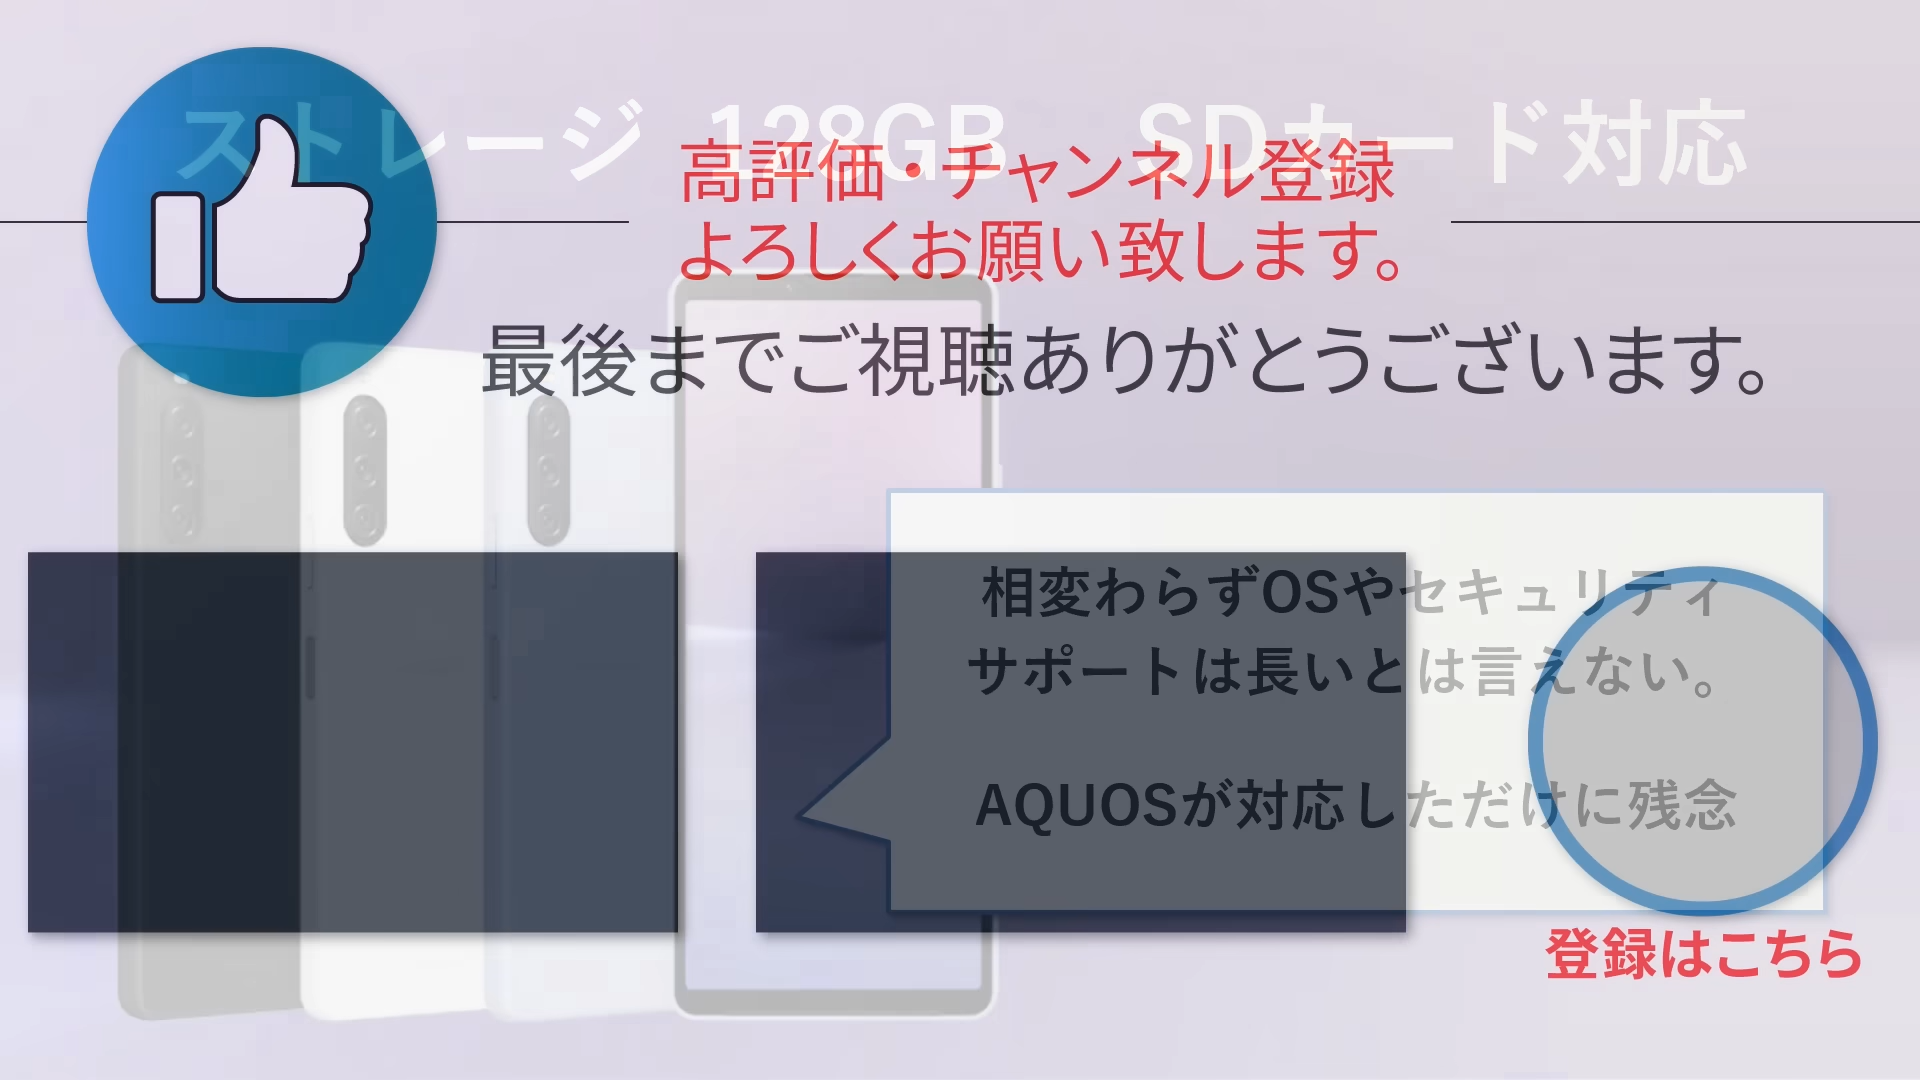 ストレージ 128GB SDカード対応
高評価・チャンネル登録
よろしくお願い致します。
最後までご視聴ありがとうございます。
相変わらずOSやセキュリティ
サポートは長いとは言えない。
AQUOSが対応しただけに残念
登録はこちら